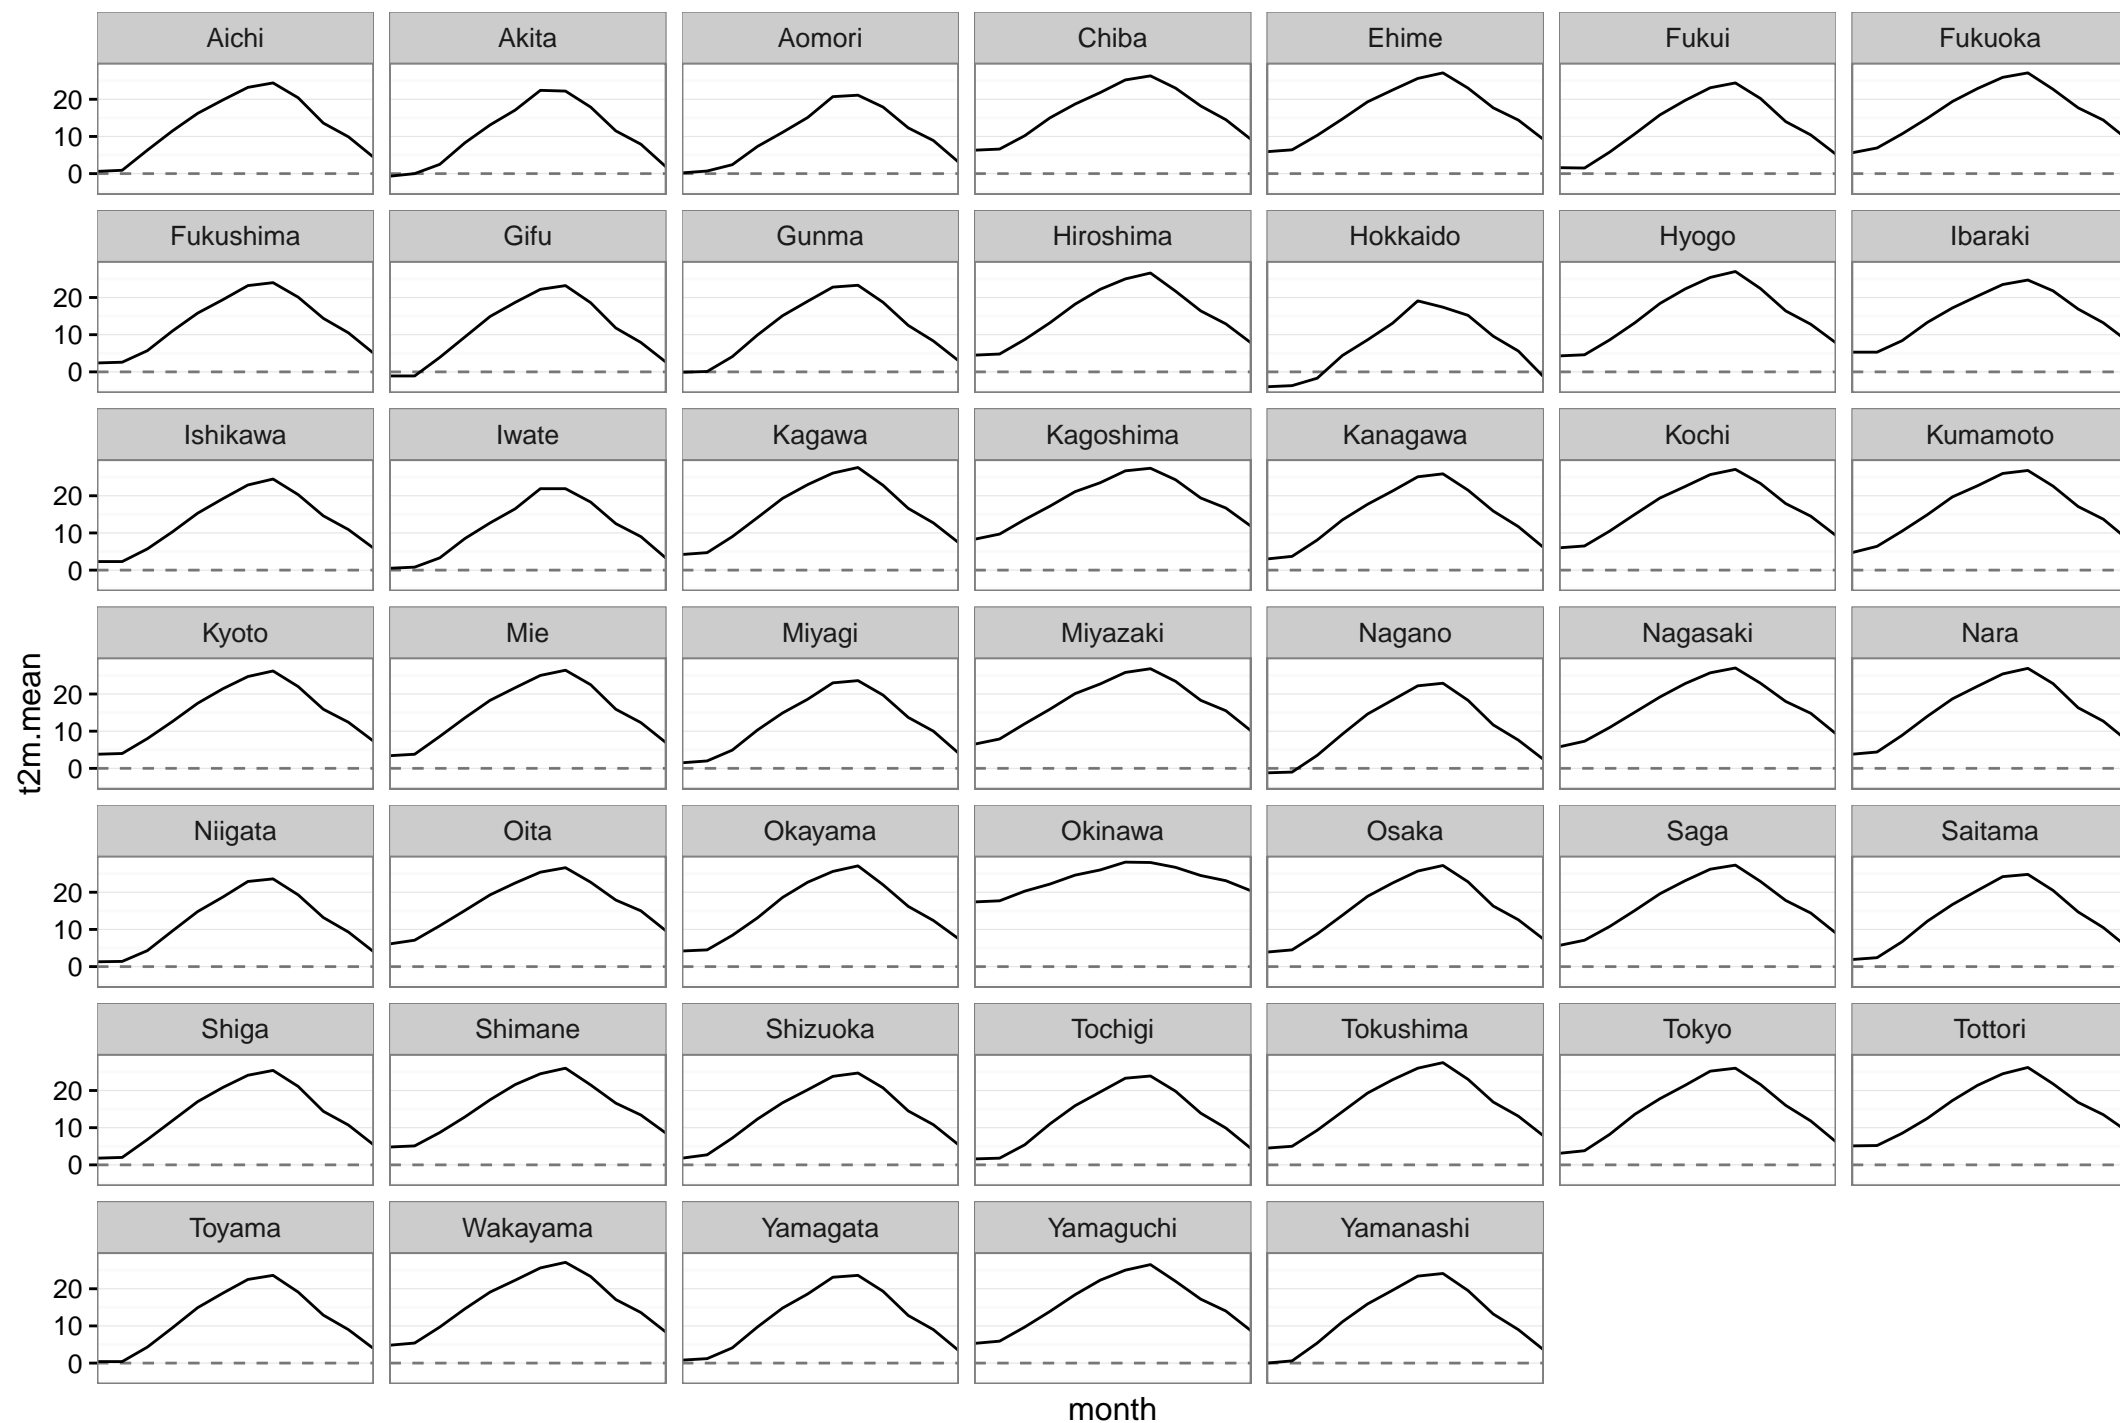 Aichi Akita Aomori Chiba Ehime Fukui Fukuoka
20
10
0
Fukushima Gifu Gunma Hiroshima Hokkaido Hyogo Ibaraki
20
10
0
Ishikawa Iwate Kagawa Kagoshima Kanagawa Kochi Kumamoto
20
10
0
Kyoto Mie Miyagi Miyazaki Nagano Nagasaki Nara
20
10
0
t2m.mean
Niigata Oita Okayama Okinawa Osaka Saga Saitama
20
10
0
Shiga Shimane Shizuoka Tochigi Tokushima Tokyo Tottori
20
10
0
Toyama Wakayama Yamagata Yamaguchi Yamanashi
20
10
0
month